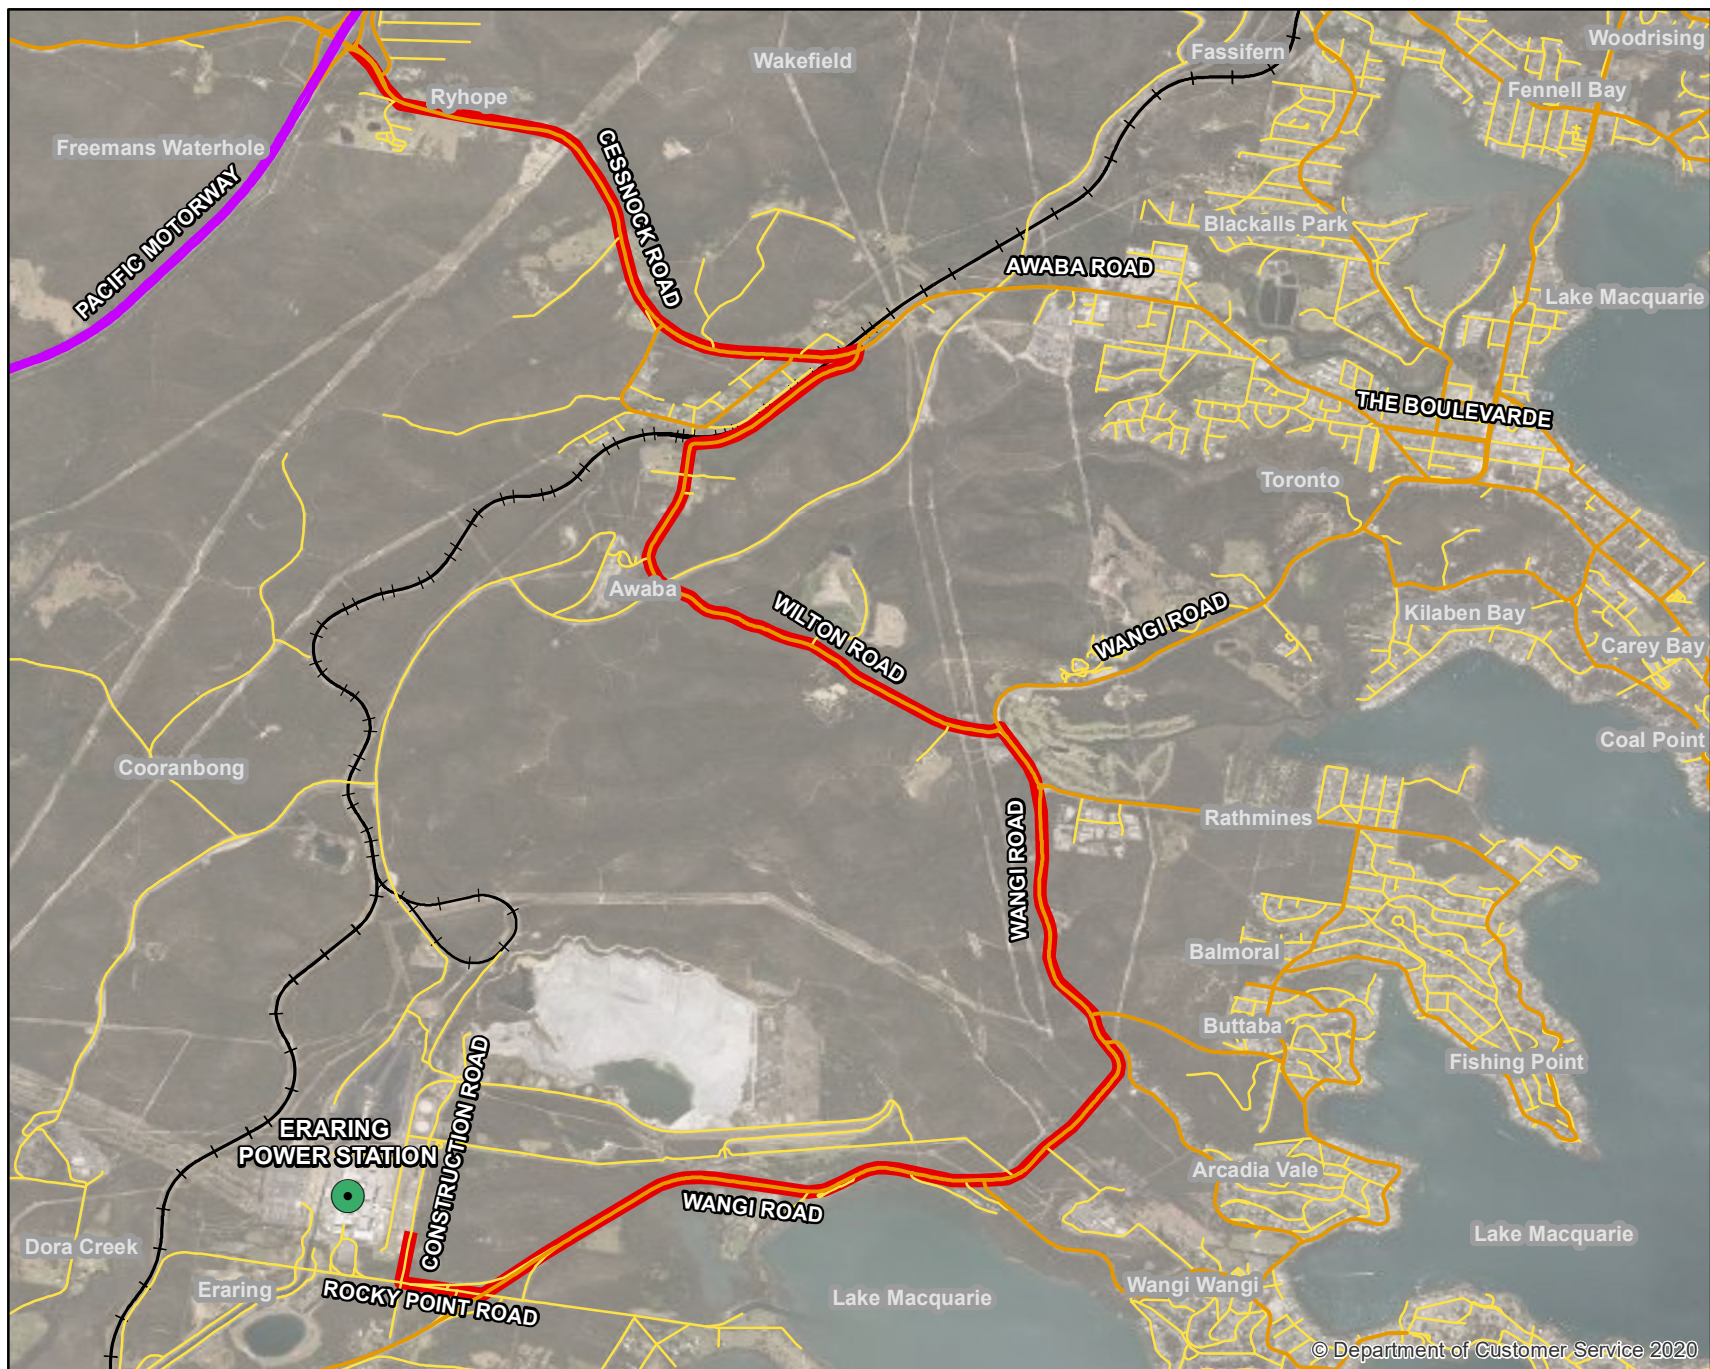 Woodrising
Fassifern
Wakefield
Fennell Bay
Ryhope
Freemans Waterhole
CESSNOCK ROAD
PACIFIC MOTORWAY
Blackalls Park
AWABA ROAD
Lake Macquarie
THE BOULEVARDE
Toronto
Awaba
WILTON ROAD
WANGI ROAD
Kilaben Bay
Carey Bay
Coal Point
Cooranbong
Rathmines
WANGI ROAD
Balmoral
Buttaba
Fishing Point
CONSTRUCTION ROAD
ERARING
POWER STATION
Arcadia Vale
WANGI ROAD
Lake Macquarie
Dora Creek
Eraring
ROCKY POINT ROAD
Lake Macquarie
Wangi Wangi
© Department of Customer Service 2020